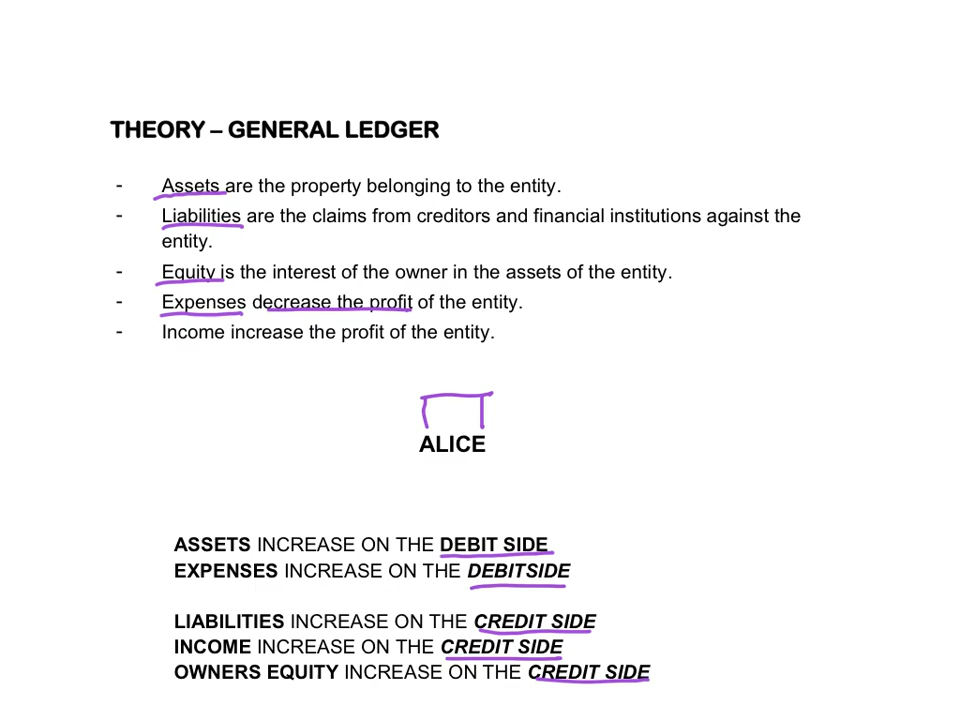 THEORY – GENERAL LEDGER
- Assets are the property belonging to the entity.
- Liabilities are the claims from creditors and financial institutions against the
entity.
- Equity is the interest of the owner in the assets of the entity.
- Expenses decrease the profit of the entity.
- Income increase the profit of the entity.
ALICE
ASSETS INCREASE ON THE DEBIT SIDE
EXPENSES INCREASE ON THE DEBITSIDE
LIABILITIES INCREASE ON THE CREDIT SIDE
INCOME INCREASE ON THE CREDIT SIDE
OWNERS EQUITY INCREASE ON THE CREDIT SIDE